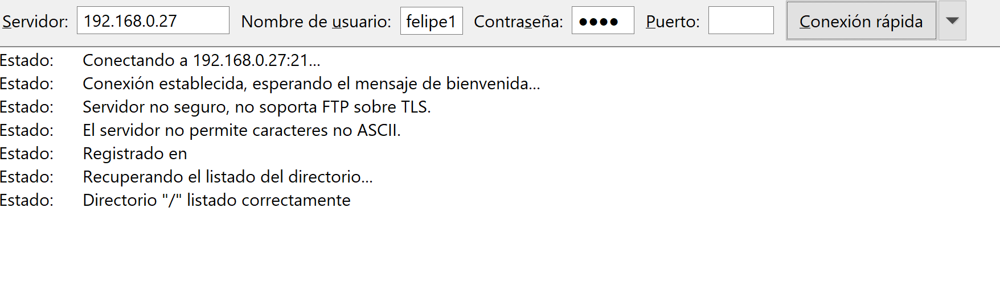 Servidor: 192.168.0.27 Nombre de usuario: felipe1 Contraseña: ●●●● Puerto: Conexión rápida
Estado: Conectando a 192.168.0.27:21...
Estado: Conexión establecida, esperando el mensaje de bienvenida...
Estado: Servidor no seguro, no soporta FTP sobre TLS.
Estado: El servidor no permite caracteres no ASCII.
Estado: Registrado en
Estado: Recuperando el listado del directorio...
Estado: Directorio "/" listado correctamente